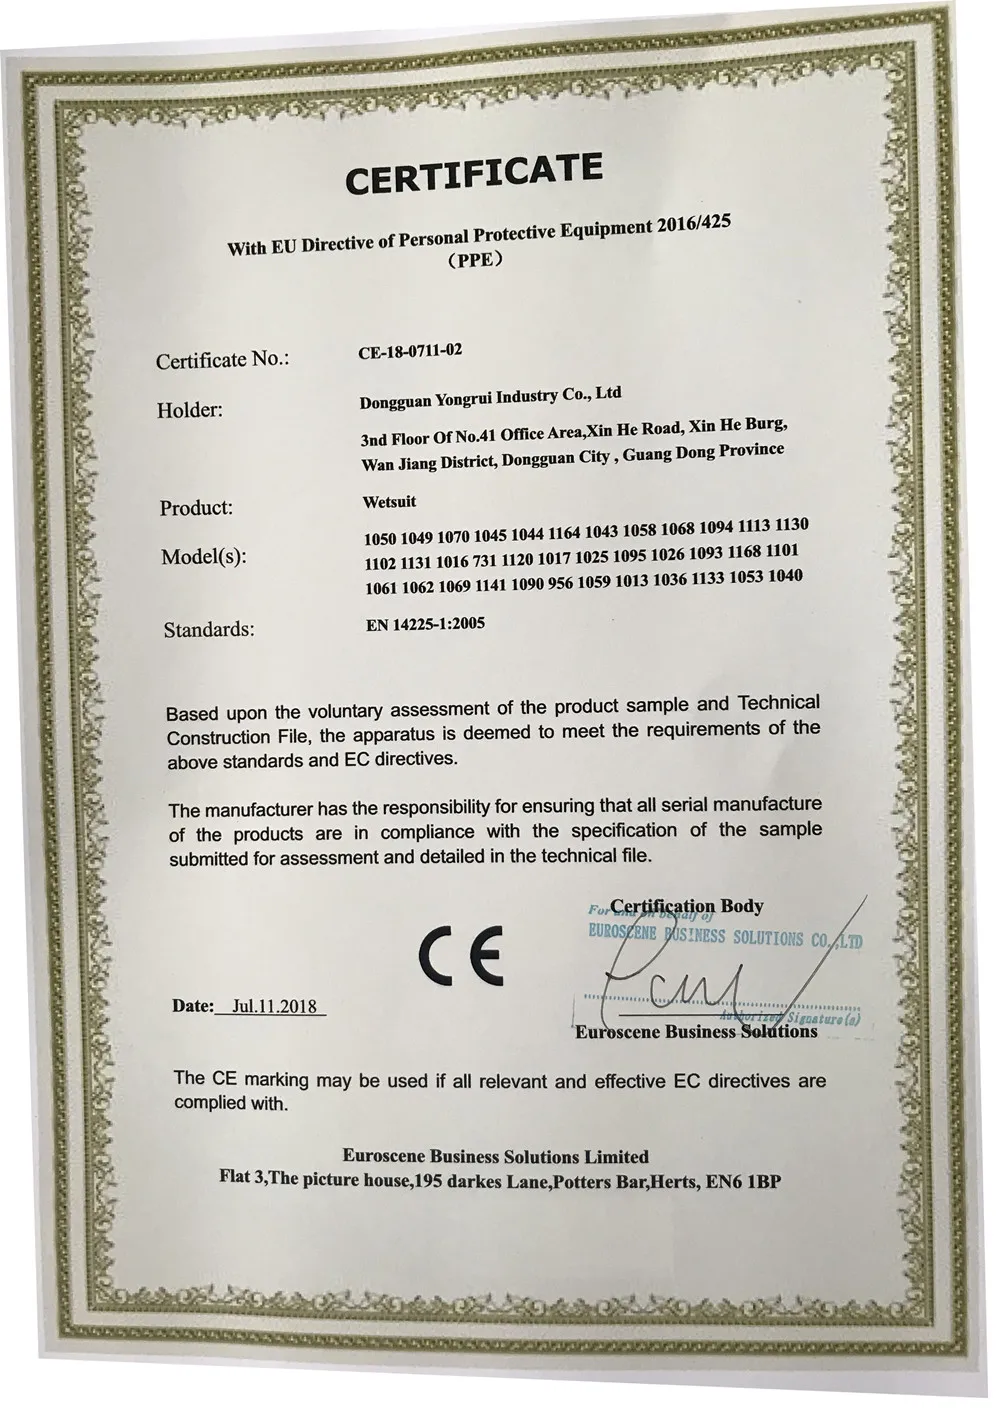 CERTIFICATE
With EU Directive of Personal Protective Equipment 2016/425
(PPE)
Certificate No.: CE-18-0711-02
Holder: Dongguan Yongrui Industry Co., Ltd
3nd Floor Of No.41 Office Area,Xin He Road, Xin He Burg,
Wan Jiang District, Dongguan City , Guang Dong Province
Product: Wetsuit
Model(s): 1050 1049 1070 1045 1044 1164 1043 1058 1068 1094 1113 1130
1102 1131 1016 731 1120 1017 1025 1095 1026 1093 1168 1101
1061 1062 1069 1141 1090 956 1059 1013 1036 1133 1053 1040
Standards: EN 14225-1:2005
Based upon the voluntary assessment of the product sample and Technical
Construction File, the apparatus is deemed to meet the requirements of the
above standards and EC directives.
The manufacturer has the responsibility for ensuring that all serial manufacture
of the products are in compliance with the specification of the sample
submitted for assessment and detailed in the technical file.
Certification Body
For and on behalf of
EUROSCENE BUSINESS SOLUTIONS CO.,LTD
CE
Date: Jul.11.2018
Authorized Signature(s)
Euroscene Business Solutions
The CE marking may be used if all relevant and effective EC directives are
complied with.
Euroscene Business Solutions Limited
Flat 3,The picture house,195 darkes Lane,Potters Bar,Herts, EN6 1BP